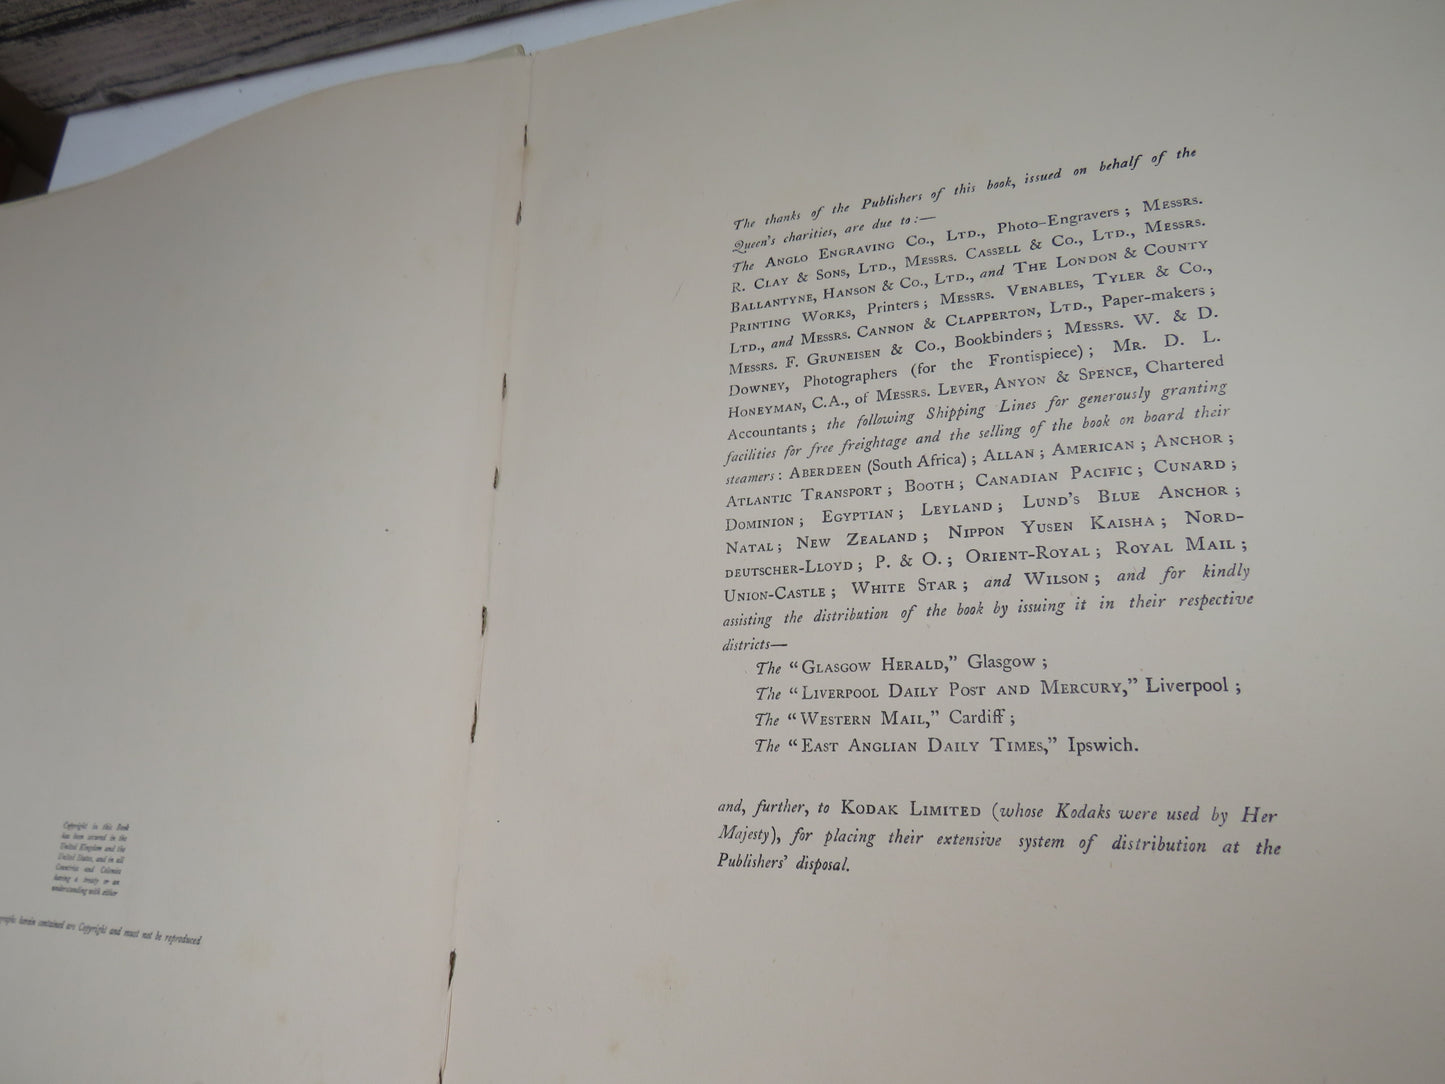 Copyright in this Book
has been secured in the
United Kingdom and the
United States, and in all
Countries and Colonies
having a treaty or an
understanding with either
herein contained are Copyright and must not be reproduced
The thanks of the Publishers of this book, issued on behalf of the
Queen's charities, are due to :—
The ANGLO ENGRAVING CO., LTD., Photo-Engravers ; MESSRS.
R. CLAY & SONS, LTD., MESSRS. CASSELL & CO., LTD., MESSRS.
BALLANTYNE, HANSON & CO., LTD., and THE LONDON & COUNTY
PRINTING WORKS, Printers ; MESSRS. VENABLES, TYLER & CO.,
LTD., and MESSRS. CANNON & CLAPPERTON, LTD., Paper-makers ;
MESSRS. F. GRUNEISEN & CO., Bookbinders ; MESSRS. W. & D.
DOWNEY, Photographers (for the Frontispiece) ; MR. D. L.
HONEYMAN, C.A., of MESSRS. LEVER, ANYON & SPENCE, Chartered
Accountants ; the following Shipping Lines for generously granting
facilities for free freightage and the selling of the book on board their
steamers : ABERDEEN (South Africa) ; ALLAN ; AMERICAN ; ANCHOR ;
ATLANTIC TRANSPORT ; BOOTH ; CANADIAN PACIFIC ; CUNARD ;
DOMINION ; EGYPTIAN ; LEYLAND ; LUND'S BLUE ANCHOR ;
NATAL ; NEW ZEALAND ; NIPPON YUSEN KAISHA ; NORD-
DEUTSCHER-LLOYD ; P. & O. ; ORIENT-ROYAL ; ROYAL MAIL ;
UNION-CASTLE ; WHITE STAR ; and WILSON ; and for kindly
assisting the distribution of the book by issuing it in their respective
districts—
The "GLASGOW HERALD," Glasgow ;
The "LIVERPOOL DAILY POST AND MERCURY," Liverpool ;
The "WESTERN MAIL," Cardiff ;
The "EAST ANGLIAN DAILY TIMES," Ipswich.
and, further, to KODAK LIMITED (whose Kodaks were used by Her
Majesty), for placing their extensive system of distribution at the
Publishers' disposal.